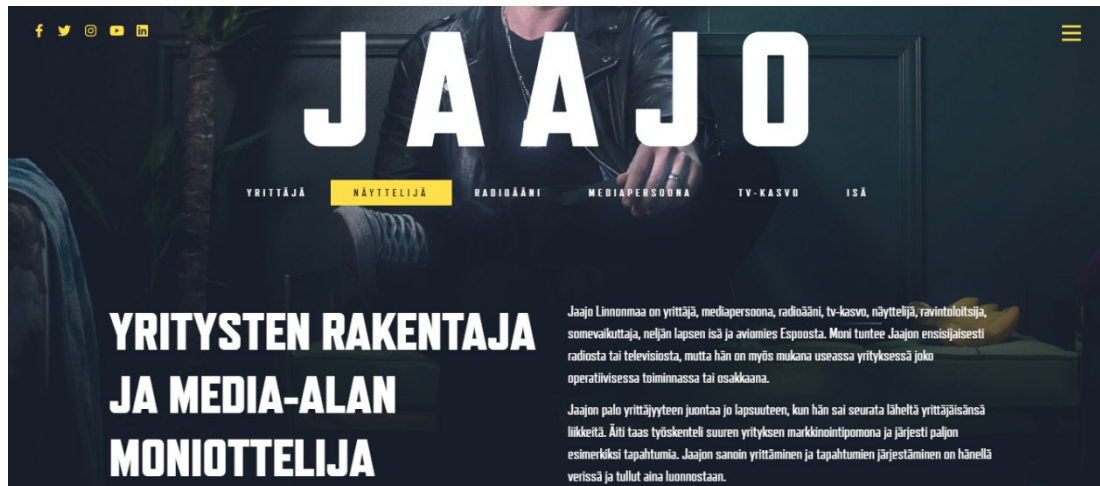 JAAJO
YRITTÄJÄ NÄYTTELIJÄ RADIOÄÄNI MEDIAPERSOONA TV-KASVO ISÄ
YRITYSTEN RAKENTAJA
JA MEDIA-ALAN
MONIOTTELIJA
Jaajo Linnonmaa on yrittäjä, mediapersoona, radioääni, tv-kasvo, näyttelijä, ravintoloitsija,
somevaikuttaja, neljän lapsen isä ja aviomies Espoosta. Moni tuntee Jaajon ensisijaisesti
radiosta tai televisiosta, mutta hän on myös mukana useassa yrityksessä joko
operatiivisessa toiminnassa tai osakkaana.
Jaajon palo yrittäjyyteen juontaa jo lapsuuteen, kun hän sai seurata läheltä yrittäjäisänsä
liikkeitä. Äiti taas työskenteli suuren yrityksen markkinointipomona ja järjesti paljon
esimerkiksi tapahtumia. Jaajon sanoin yrittäminen ja tapahtumien järjestäminen on hänellä
verissä ja tullut aina luonnostaan.